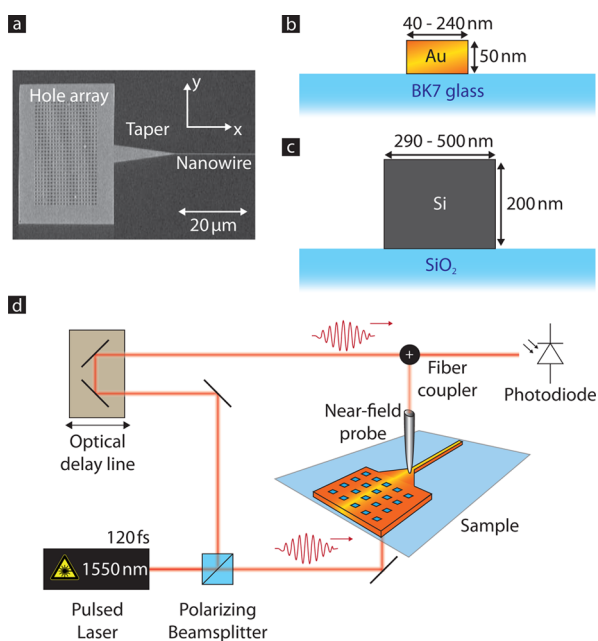 a
Hole array
y
x
Taper
Nanowire
20 μm
b
40 - 240 nm
Au
50 nm
BK7 glass
c
290 - 500 nm
Si
200 nm
SiO₂
d
+
Fiber
coupler
Photodiode
Near-field
probe
Optical
delay line
Sample
120 fs
1550 nm
Pulsed
Laser
Polarizing
Beamsplitter